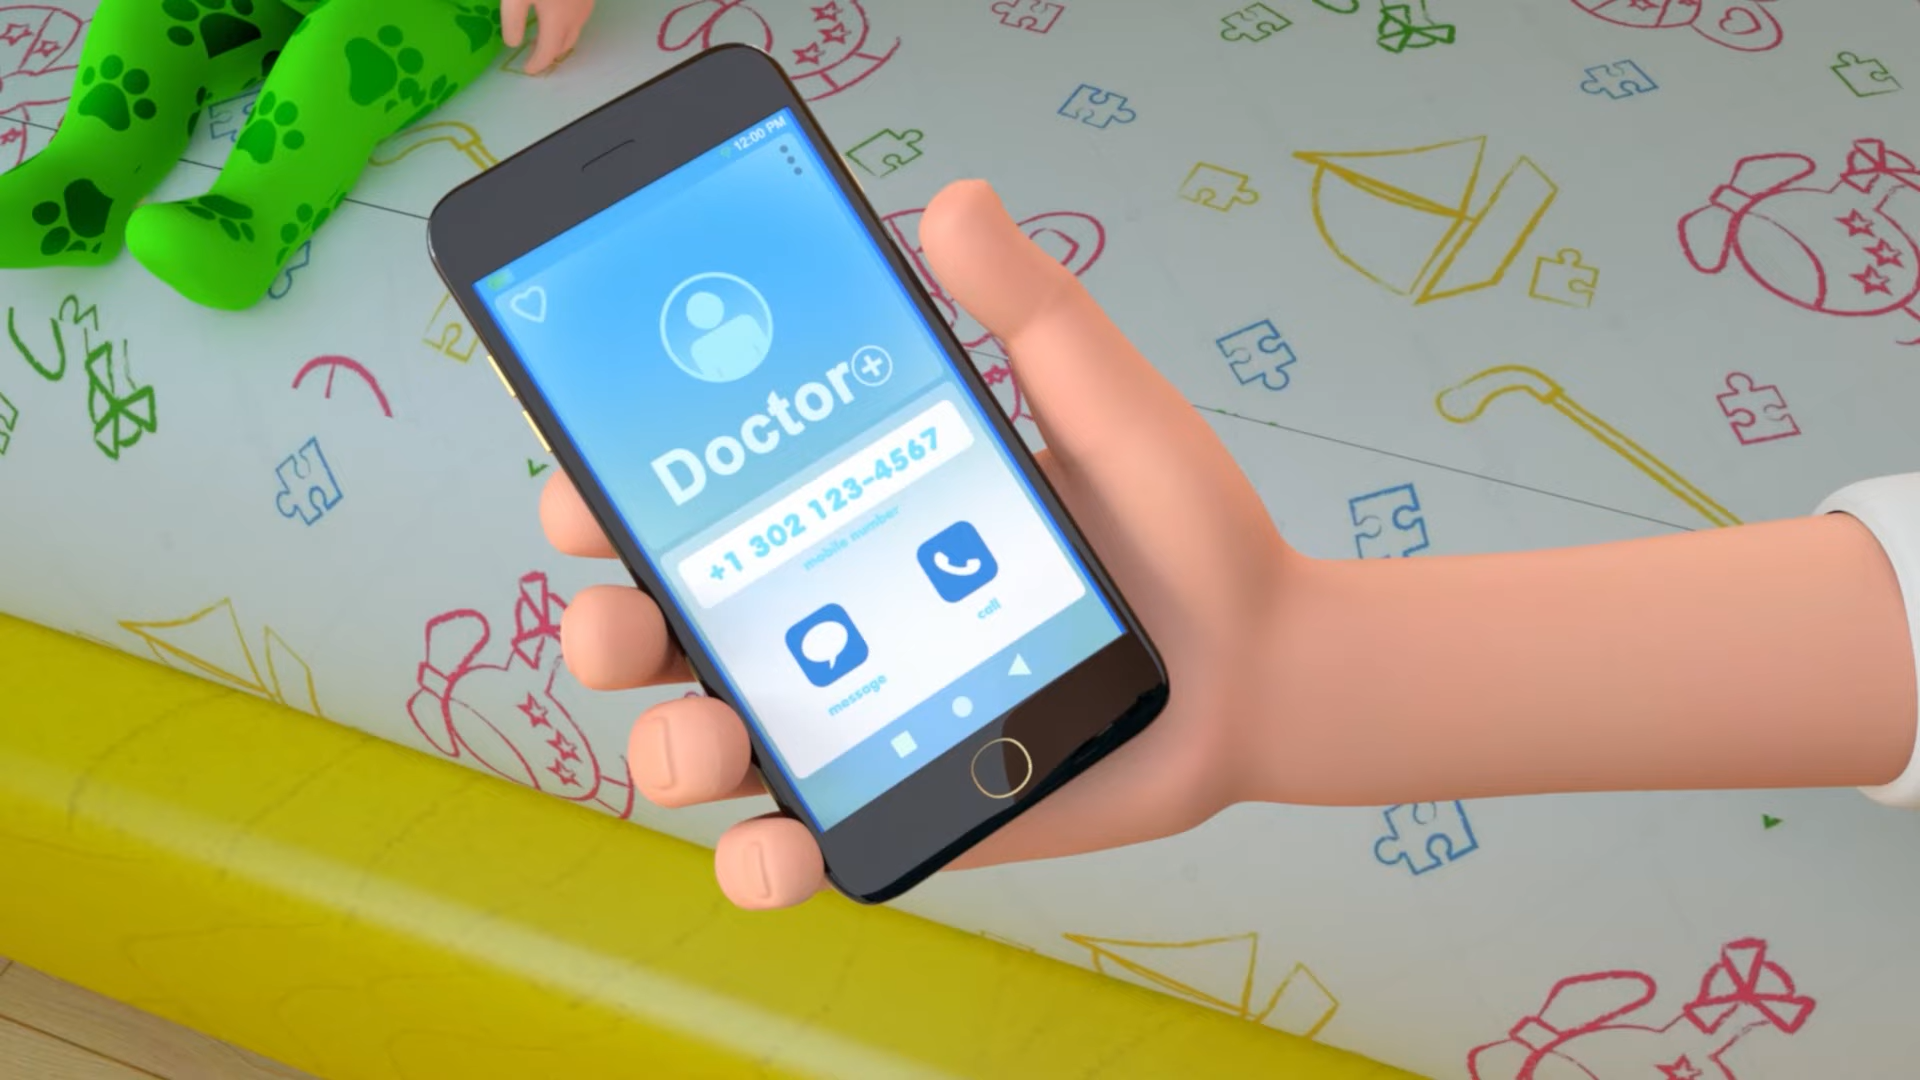 12:00 PM
Doctor
+1 302 123-4567
mobile number
call
message